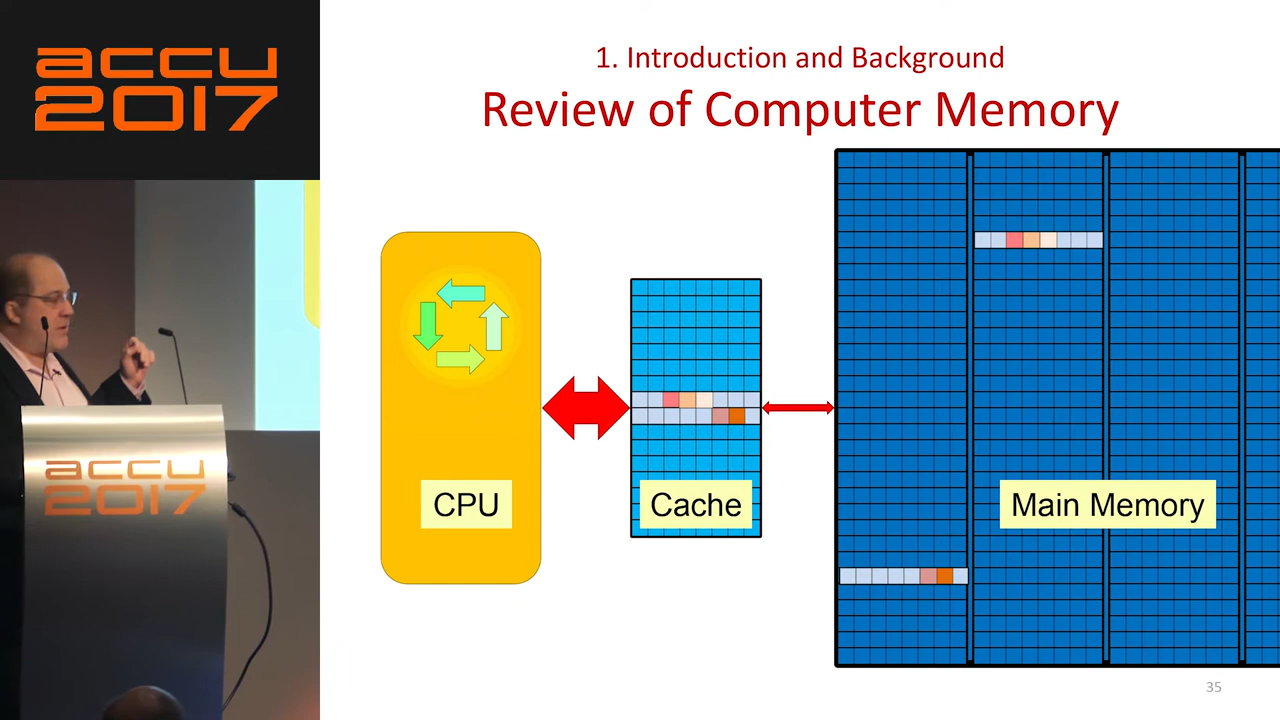 accu
2017
1. Introduction and Background
Review of Computer Memory
CPU
Cache
Main Memory
accu
2017
35